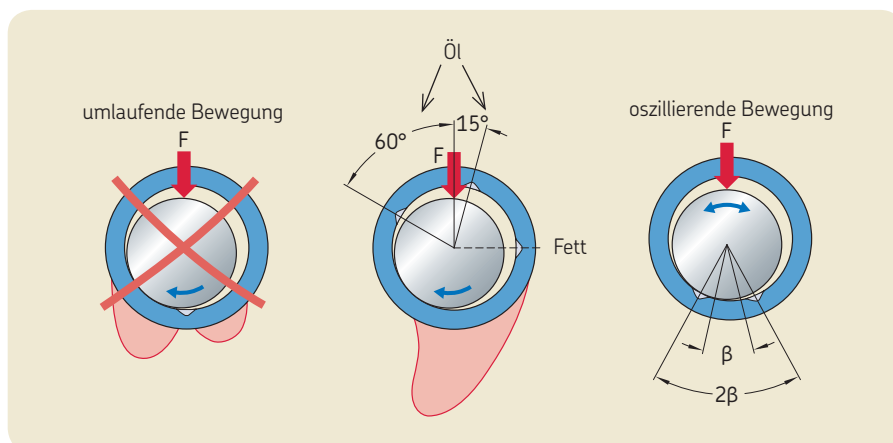 Öl
umlaufende Bewegung
F
60°
15°
F
Fett
oszillierende Bewegung
F
β
2β